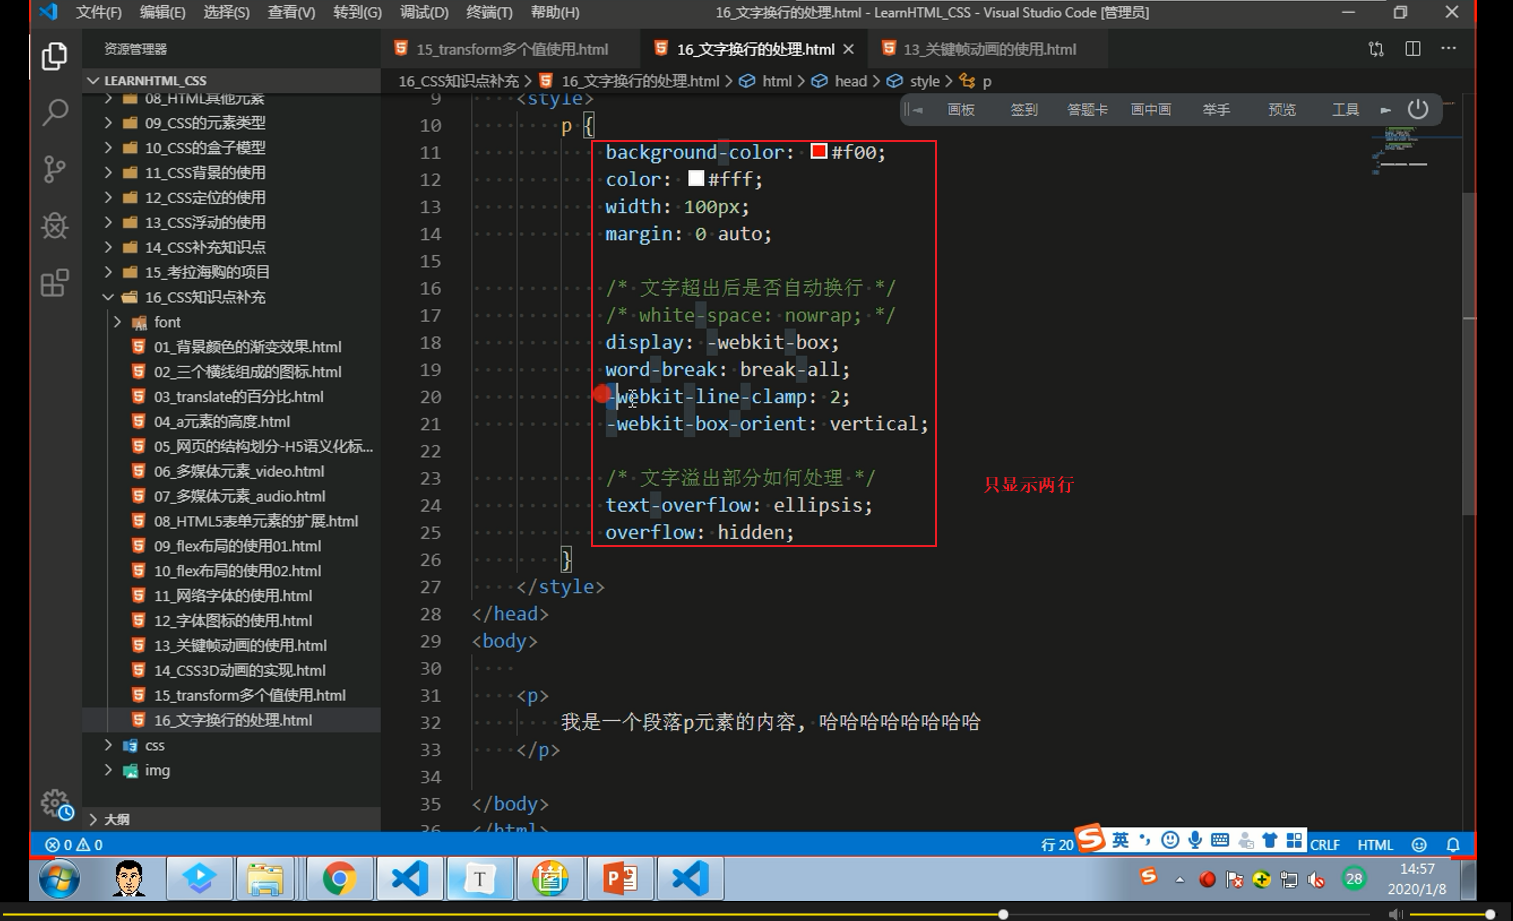 文件(F) 编辑(E) 选择(S) 查看(V) 转到(G) 调试(D) 终端(T) 帮助(H) 16_文字换行的处理.html - LearnHTML_CSS - Visual Studio Code [管理员]
资源管理器
15_transform多个值使用.html 16_文字换行的处理.html 13_关键帧动画的使用.html
LEARNHTML_CSS
16_CSS知识点补充 > 16_文字换行的处理.html > html > head > style > p
画板 签到 答题卡 画中画 举手 预览 工具
08_HTML其他元素
09_CSS的元素类型
10_CSS的盒子模型
11_CSS背景的使用
12_CSS定位的使用
13_CSS浮动的使用
14_CSS补充知识点
15_考拉海购的项目
16_CSS知识点补充
font
01_背景颜色的渐变效果.html
02_三个横线组成的图标.html
03_translate的百分比.html
04_a元素的高度.html
05_网页的结构划分-H5语义化标...
06_多媒体元素_video.html
07_多媒体元素_audio.html
08_HTML5表单元素的扩展.html
09_flex布局的使用01.html
10_flex布局的使用02.html
11_网络字体的使用.html
12_字体图标的使用.html
13_关键帧动画的使用.html
14_CSS3D动画的实现.html
15_transform多个值使用.html
16_文字换行的处理.html
css
img
大纲
9 <style>
10 p {
11 background-color: #f00;
12 color: #fff;
13 width: 100px;
14 margin: 0 auto;
15
16 /* 文字超出后是否自动换行 */
17 /* white-space: nowrap; */
18 display: -webkit-box;
19 word-break: break-all;
20 -webkit-line-clamp: 2;
21 -webkit-box-orient: vertical;
22
23 /* 文字溢出部分如何处理 */
24 text-overflow: ellipsis;
25 overflow: hidden;
26 }
27 </style>
28 </head>
29 <body>
30
31 <p>
32 我是一个段落p元素的内容, 哈哈哈哈哈哈哈哈
33 </p>
34
35 </body>
36 </html>
只显示两行
0 0 行 20 英 CRLF HTML
28 14:57
2020/1/8